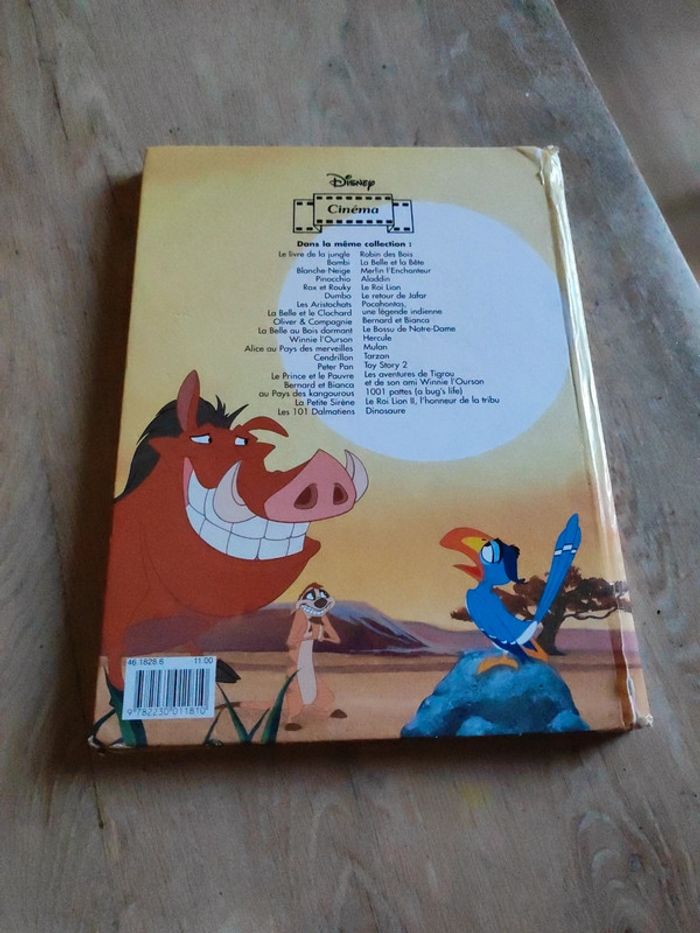 Disney
Cinéma
Dans la même collection :
Le livre de la jungle
Bambi
Blanche-Neige
Pinocchio
Rox et Rouky
Dumbo
Les Aristochats
La Belle et le Clochard
Oliver & Compagnie
La Belle au Bois dormant
Winnie l'Ourson
Alice au Pays des merveilles
Cendrillon
Peter Pan
Le Prince et le Pauvre
Bernard et Bianca
au Pays des kangourous
La Petite Sirène
Les 101 Dalmatiens
Robin des Bois
La Belle et la Bête
Merlin l'Enchanteur
Aladdin
Le Roi Lion
Le retour de Jafar
Pocahontas,
une légende indienne
Bernard et Bianca
Le Bossu de Notre-Dame
Hercule
Mulan
Tarzan
Toy Story 2
Les aventures de Tigrou
et de son ami Winnie l'Ourson
1001 pattes (a bug's life)
Le Roi Lion II, l'honneur de la tribu
Dinosaure
46.1828.6 11.00
9 782230 011810